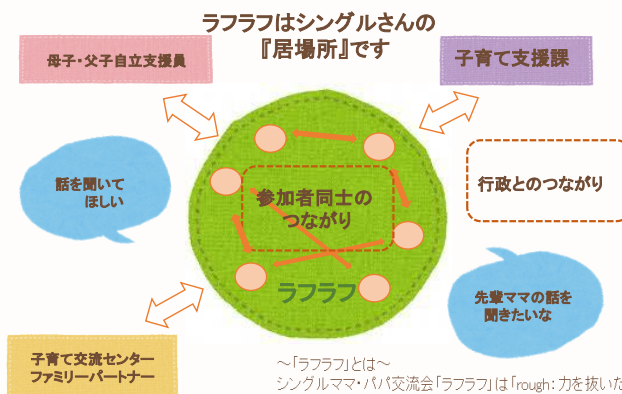 ラフラフはシングルさんの
『居場所』です
母子・父子自立支援員
子育て支援課
話を聞いて
ほしい
参加者同士の
つながり
行政とのつながり
ラフラフ
先輩ママの話を
聞きたいな
子育て交流センター
ファミリーパートナー
～「ラフラフ」とは～
シングルママ・パパ交流会「ラフラフ」は「rough：力を抜いた